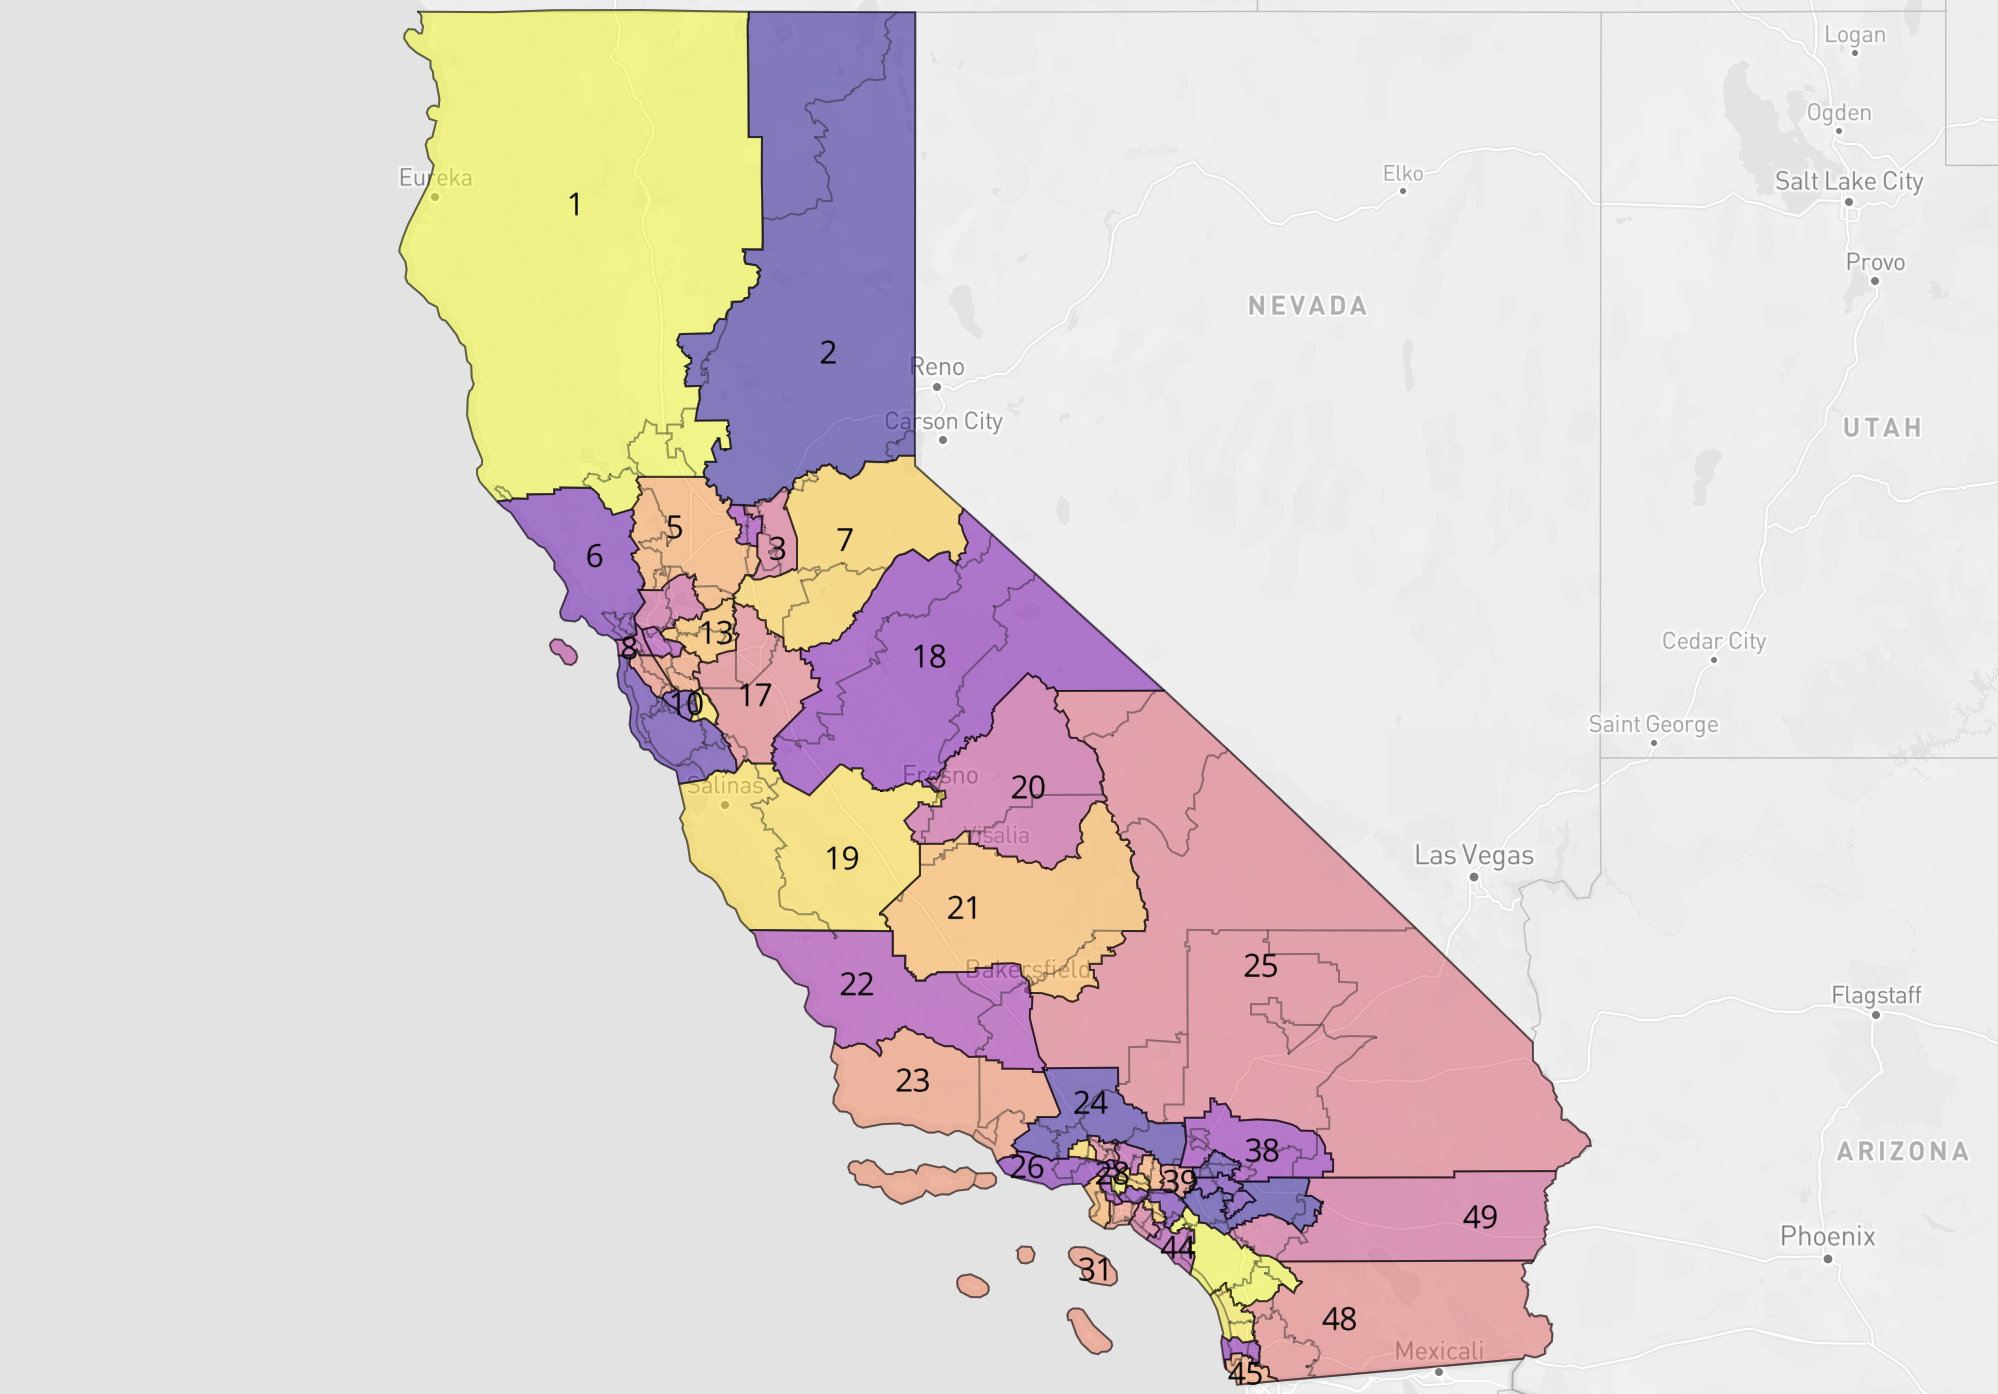 Logan
Ogden
Eureka
Elko
Salt Lake City
1
Provo
NEVADA
2
Reno
Carson City
UTAH
5
3
7
6
13
8
18
Cedar City
17
10
Saint George
Fresno
Salinas
20
Visalia
19
Las Vegas
21
Bakersfield
25
22
Flagstaff
23
24
38
ARIZONA
26
28
39
49
44
Phoenix
31
48
Mexicali
45